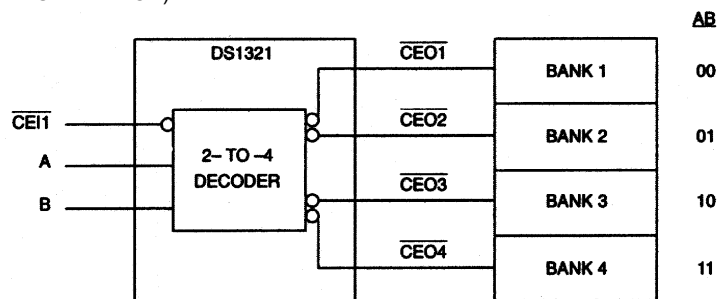 AB
DS1321
CEO1
BANK 1
00
CEI1
CEO2
BANK 2
01
2– TO –4
DECODER
A
CEO3
B
BANK 3
10
CEO4
BANK 4
11